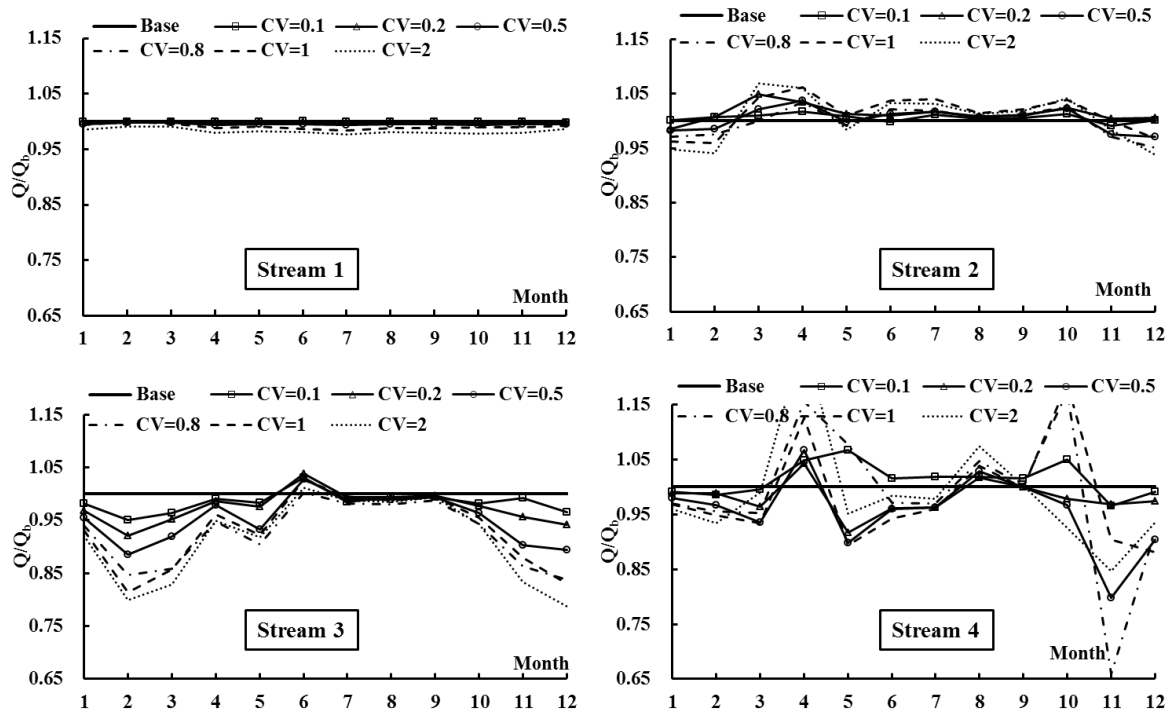 Base CV=0.1 CV=0.2 CV=0.5
CV=0.8 CV=1 CV=2
1.15
1.05
0.95
0.85
0.75
0.65
Q/Qb
Stream 1
Month
1 2 3 4 5 6 7 8 9 10 11 12
Base CV=0.1 CV=0.2 CV=0.5
CV=0.8 CV=1 CV=2
1.15
1.05
0.95
0.85
0.75
0.65
Q/Qb
Stream 2
Month
1 2 3 4 5 6 7 8 9 10 11 12
Base CV=0.1 CV=0.2 CV=0.5
CV=0.8 CV=1 CV=2
1.15
1.05
0.95
0.85
0.75
0.65
Q/Qb
Stream 3
Month
1 2 3 4 5 6 7 8 9 10 11 12
Base CV=0.1 CV=0.2 CV=0.5
CV=0.8 CV=1 CV=2
1.15
1.05
0.95
0.85
0.75
0.65
Q/Qb
Stream 4
Month
1 2 3 4 5 6 7 8 9 10 11 12